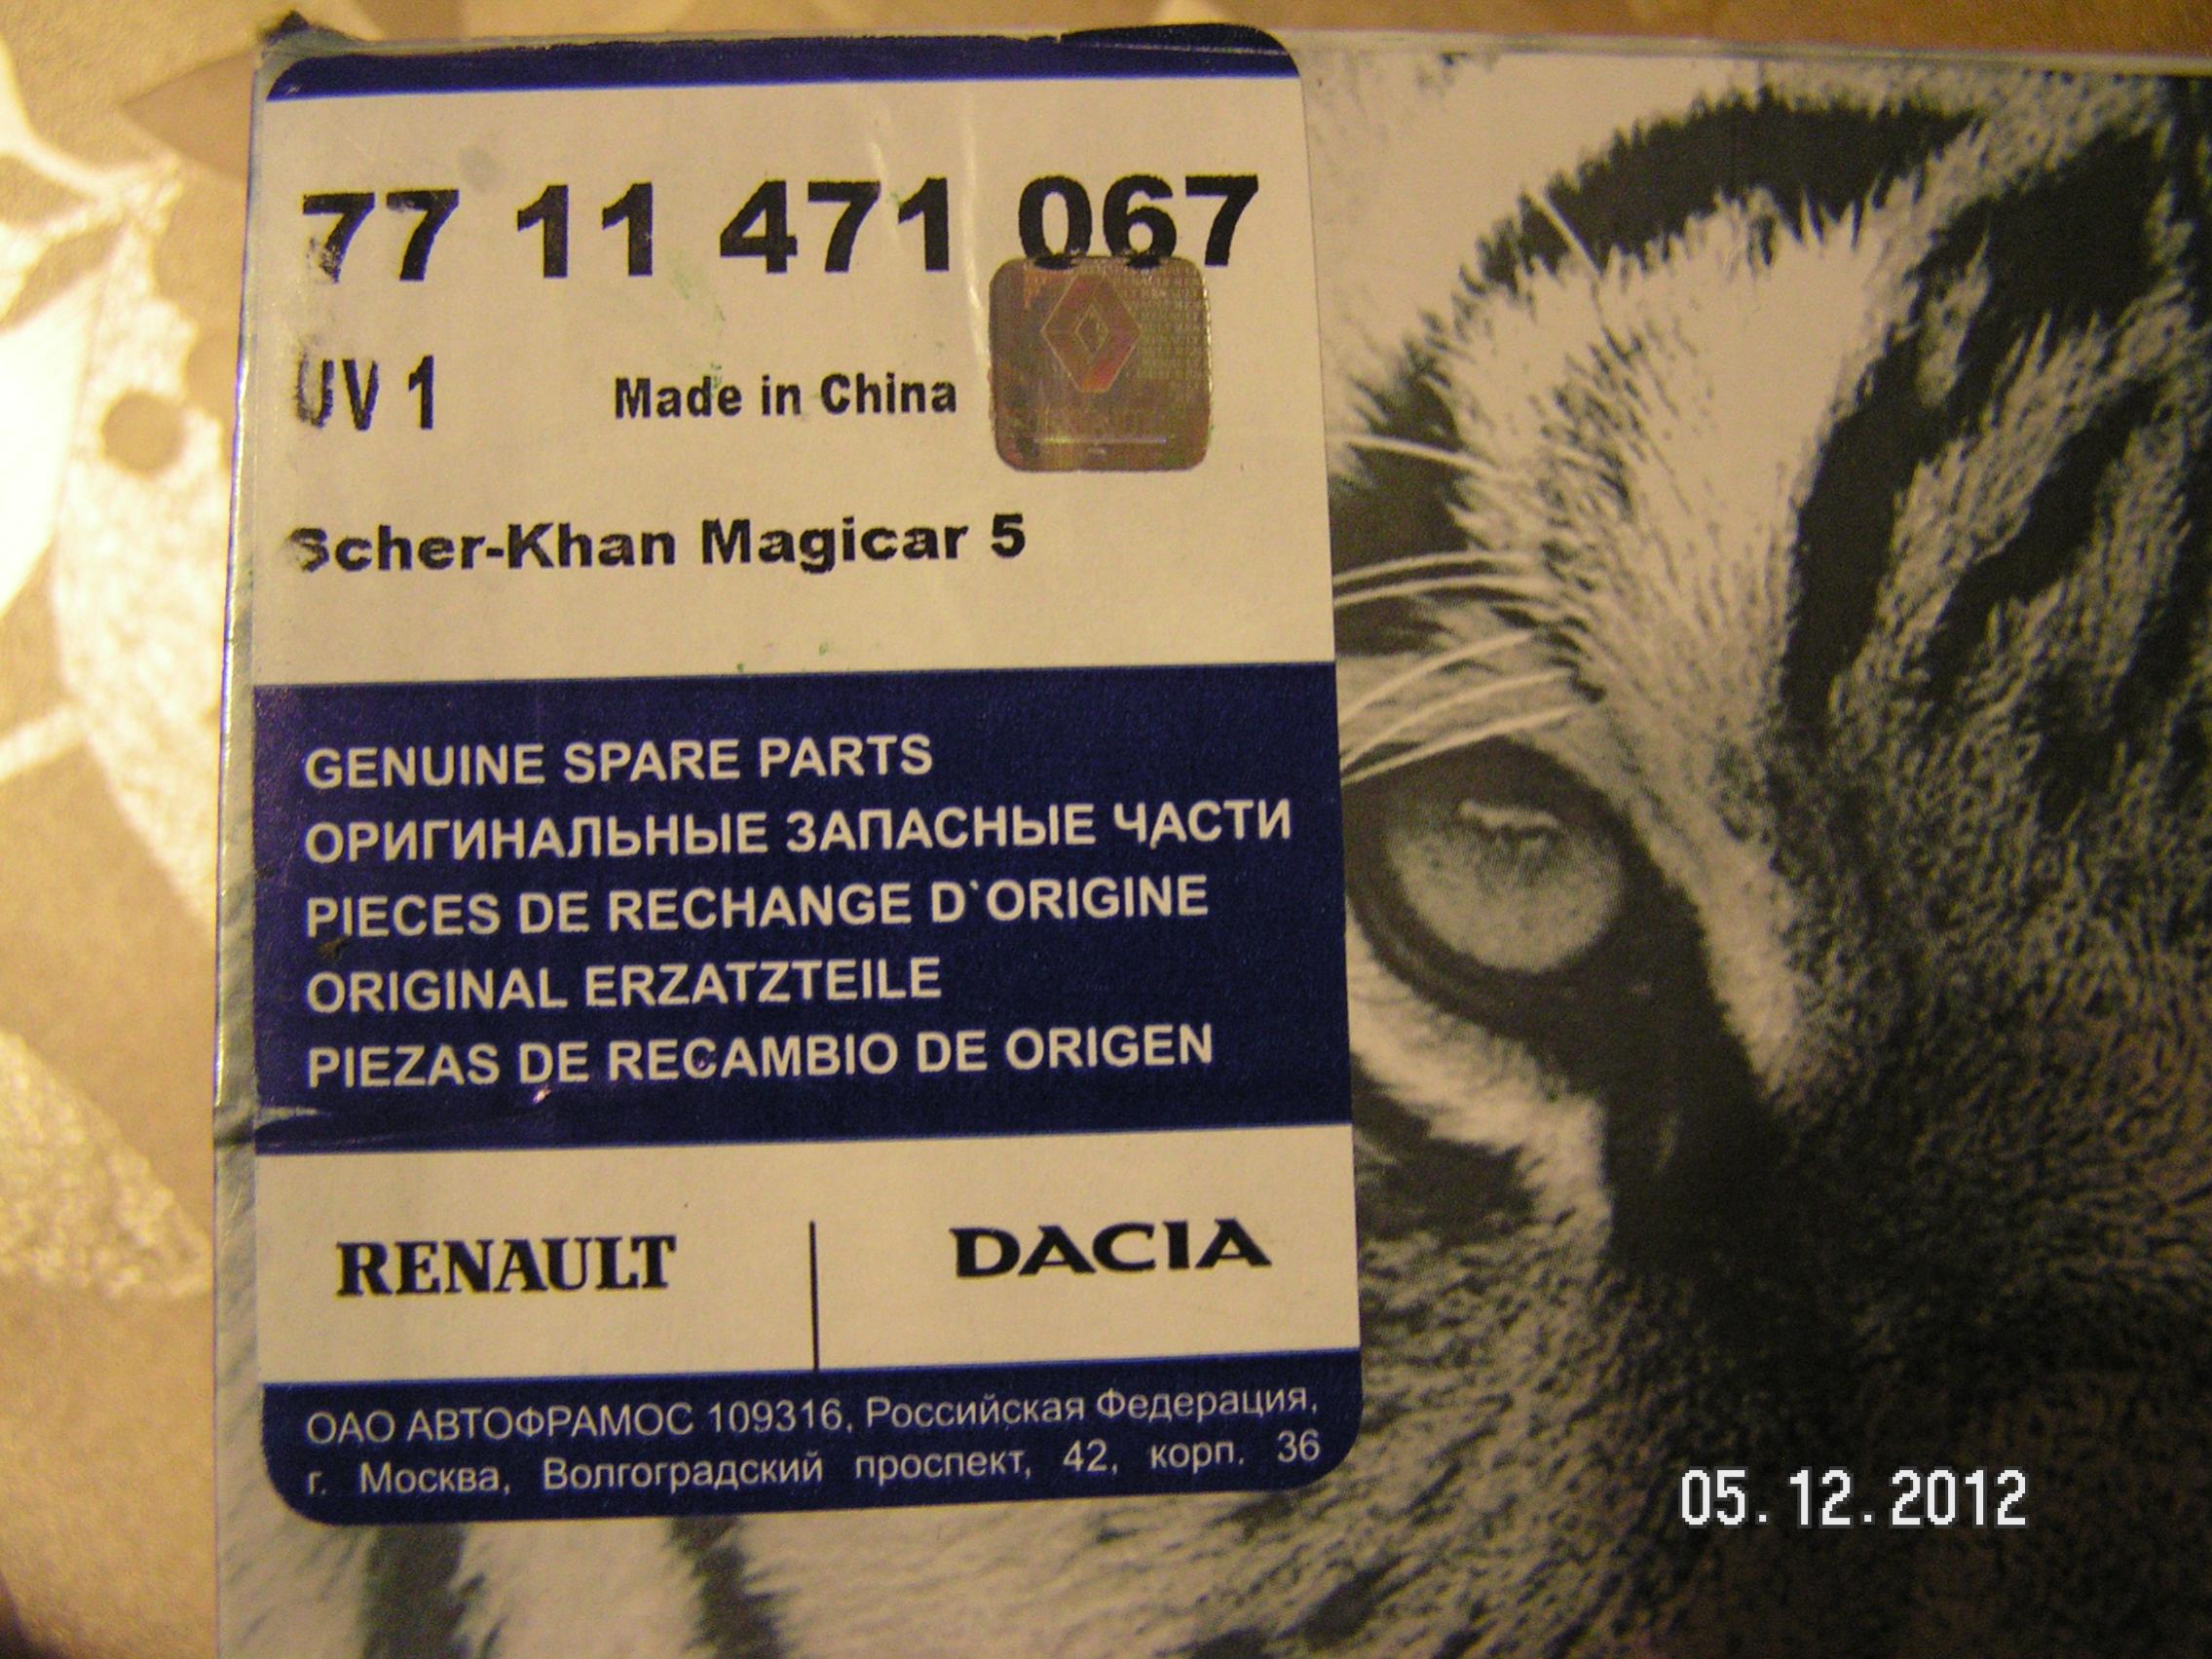 77 11 471 067
UV 1 Made in China
Scher-Khan Magicar 5
GENUINE SPARE PARTS
ОРИГИНАЛЬНЫЕ ЗАПАСНЫЕ ЧАСТИ
PIECES DE RECHANGE D`ORIGINE
ORIGINAL ERZATZTEILE
PIEZAS DE RECAMBIO DE ORIGEN
RENAULT | DACIA
ОАО АВТОФРАМОС 109316, Российская Федерация,
г. Москва, Волгоградский проспект, 42, корп. 36
05.12.2012